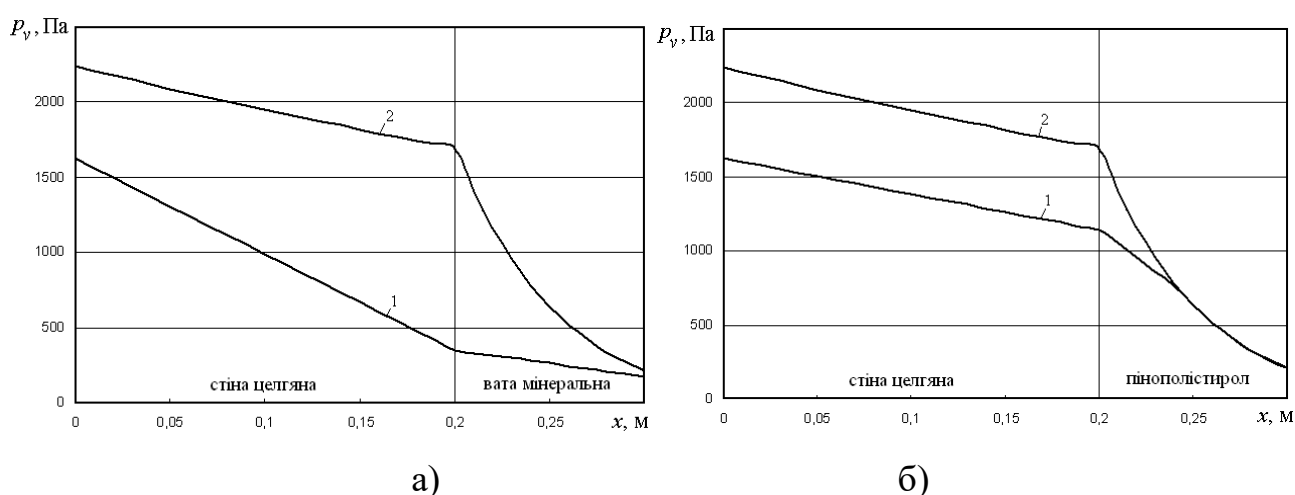 p_v, Па
2000
1500
1000
500
0
0
0,05
0,1
0,15
0,2
0,25
x, м
2
1
стіна целгяна
вата мінеральна
а)
p_v, Па
2000
1500
1000
500
0
0
0,05
0,1
0,15
0,2
0,25
x, м
2
1
стіна целгяна
пінополістирол
б)